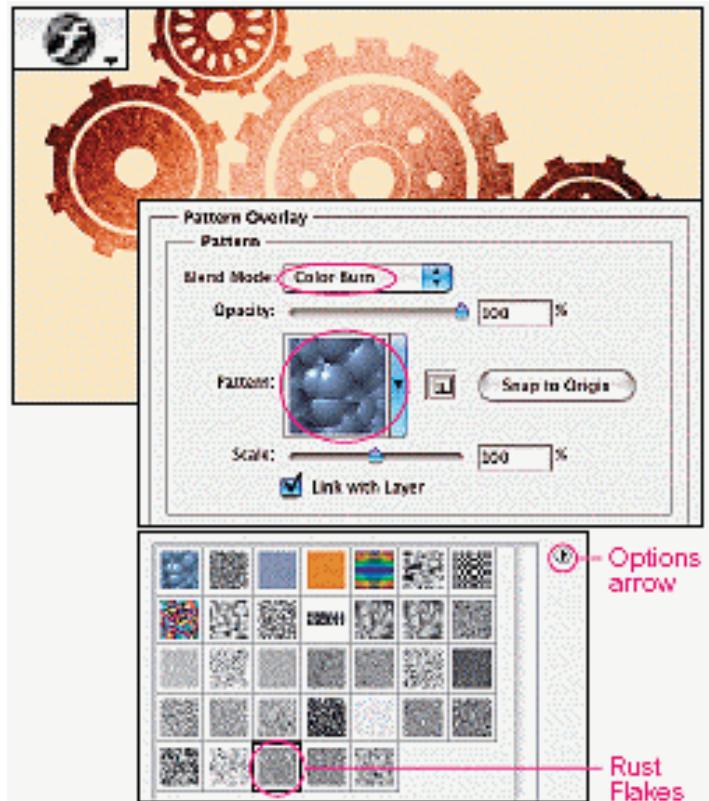 Pattern Overlay
Pattern
Blend Mode: Color Burn
Opacity: 100 %
Pattern: Snap to Origin
Scale: 100 %
Link with Layer
Options
arrow
Rust
Flakes